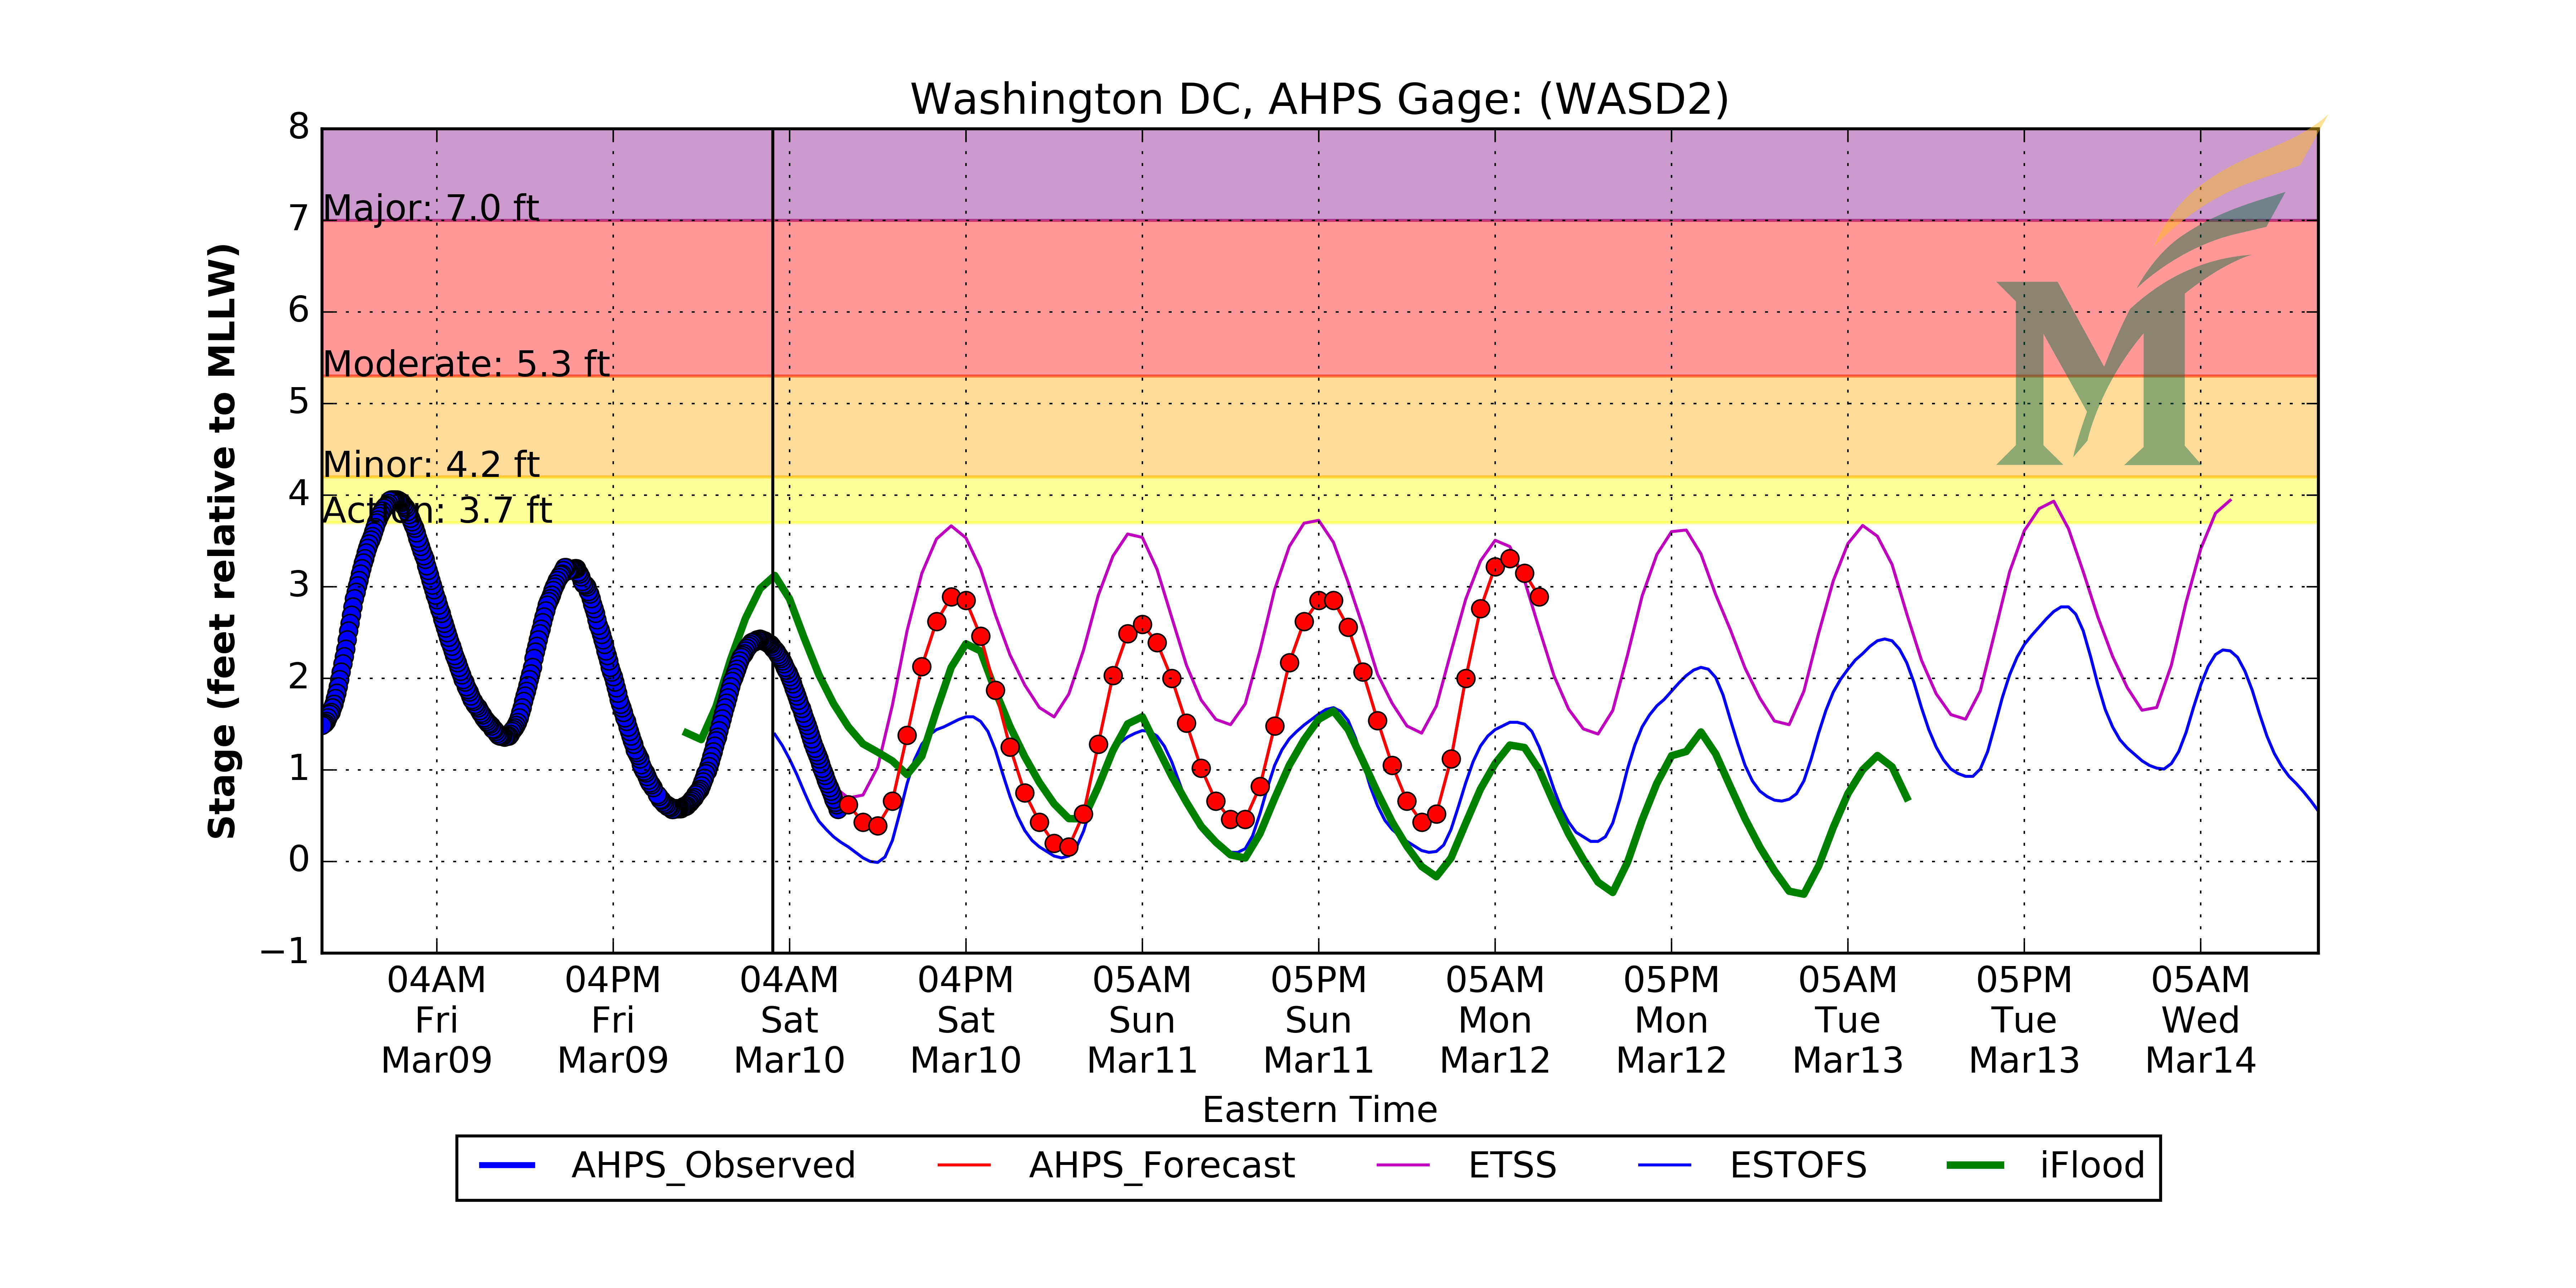 Washington DC, AHPS Gage: (WASD2)
Stage (feet relative to MLLW)
8
7
6
5
4
3
2
1
0
−1
Major: 7.0 ft
Moderate: 5.3 ft
Minor: 4.2 ft
Action: 3.7 ft
04AM 04PM 04AM 04PM 05AM 05PM 05AM 05PM 05AM 05PM 05AM
Fri Fri Sat Sat Sun Sun Mon Mon Tue Tue Wed
Mar09 Mar09 Mar10 Mar10 Mar11 Mar11 Mar12 Mar12 Mar13 Mar13 Mar14
Eastern Time
AHPS_Observed AHPS_Forecast ETSS ESTOFS iFlood
M